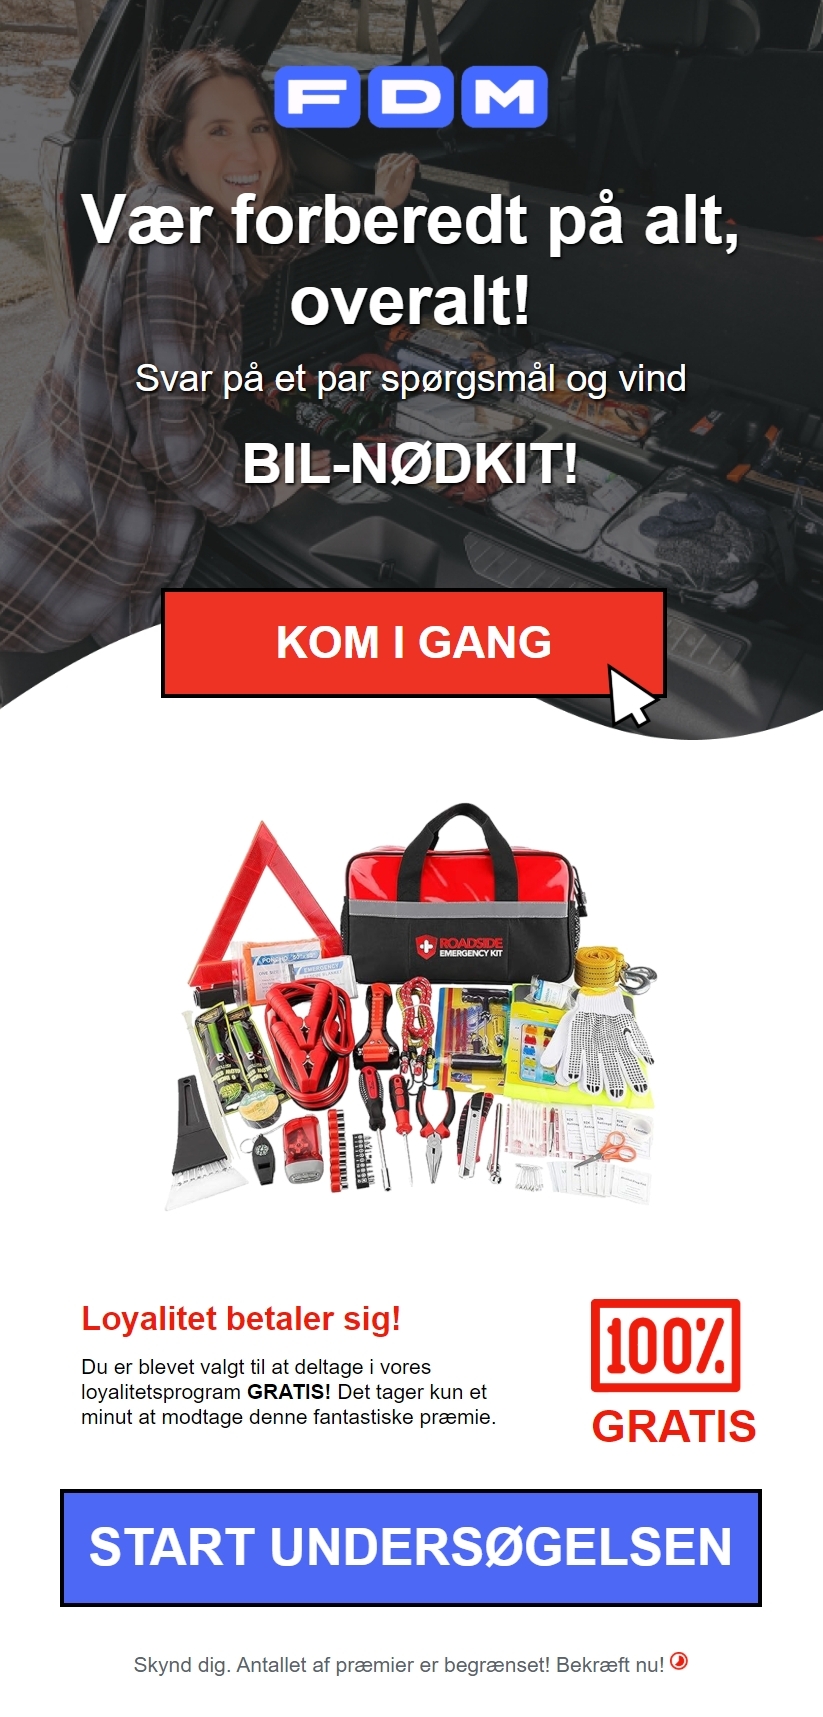 FDM
Vær forberedt på alt,
overalt!
Svar på et par spørgsmål og vind
BIL-NØDKIT!
KOM I GANG
ROADSIDE
EMERGENCY KIT
EMERGENCY
Loyalitet betaler sig!
Du er blevet valgt til at deltage i vores
loyalitetsprogram GRATIS! Det tager kun et
minut at modtage denne fantastiske præmie.
100%
GRATIS
START UNDERSØGELSEN
Skynd dig. Antallet af præmier er begrænset! Bekræft nu!